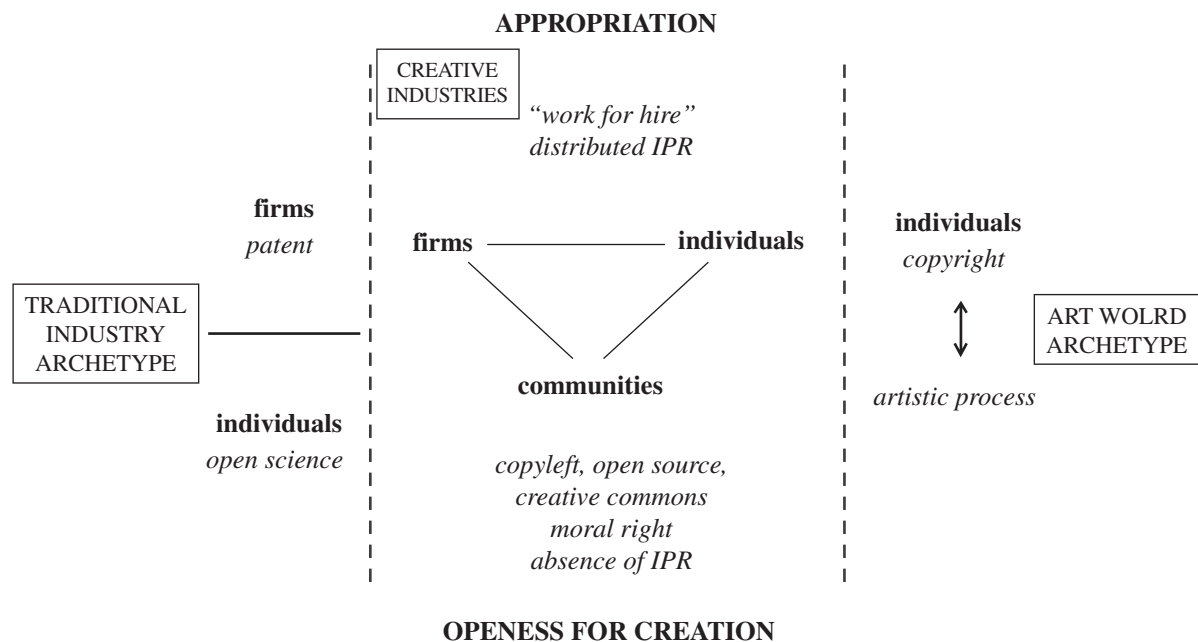 APPROPRIATION
CREATIVE
INDUSTRIES
“work for hire”
distributed IPR
firms
patent
firms
individuals
individuals
copyright
TRADITIONAL
INDUSTRY
ARCHETYPE
ART WOLRD
ARCHETYPE
communities
artistic process
individuals
open science
copyleft, open source,
creative commons
moral right
absence of IPR
OPENESS FOR CREATION